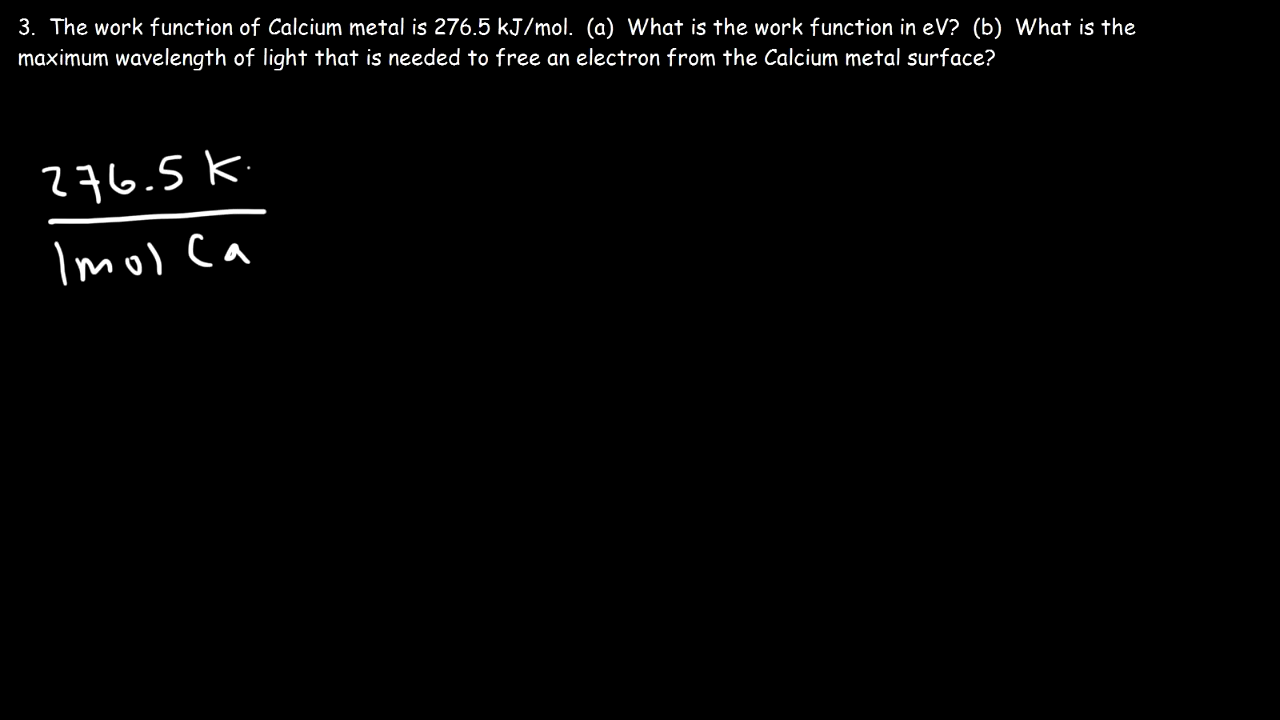 3. The work function of Calcium metal is 276.5 kJ/mol. (a) What is the work function in eV? (b) What is the
maximum wavelength of light that is needed to free an electron from the Calcium metal surface?
276.5 K
1mol Ca